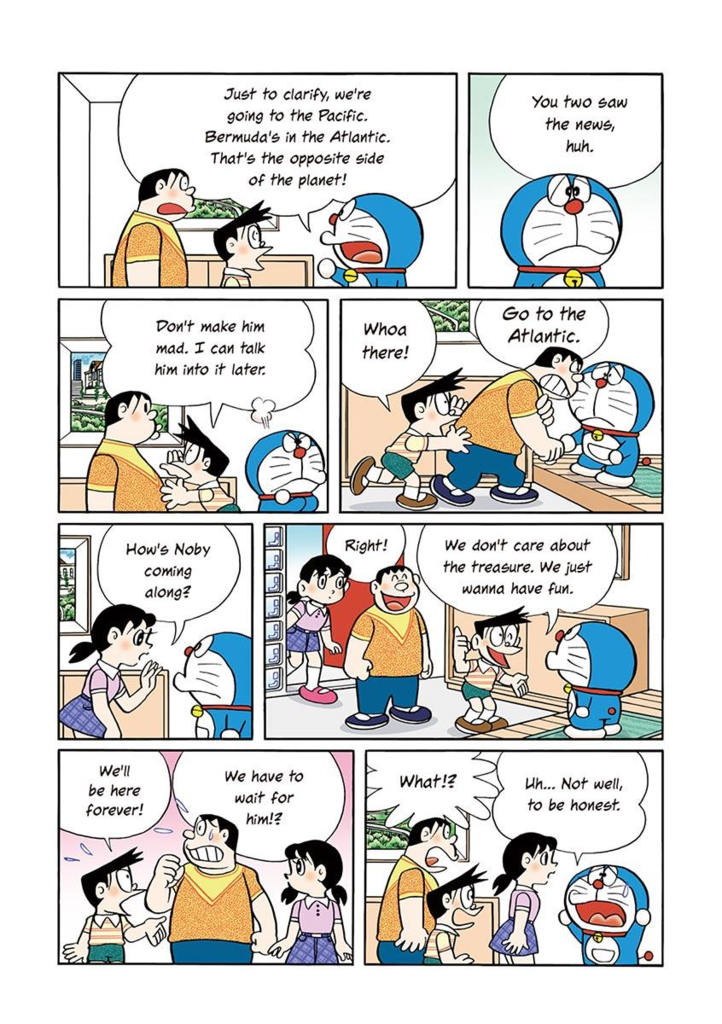 You two saw
the news,
huh.
Just to clarify, we're
going to the Pacific.
Bermuda's in the Atlantic.
That's the opposite side
of the planet!
Go to the
Atlantic.
Whoa
there!
Don't make him
mad. I can talk
him into it later.
We don't care about
the treasure. We just
wanna have fun.
Right!
How's Noby
coming
along?
Uh... Not well,
to be honest.
What!?
We have to
wait for
him!?
We'll
be here
forever!